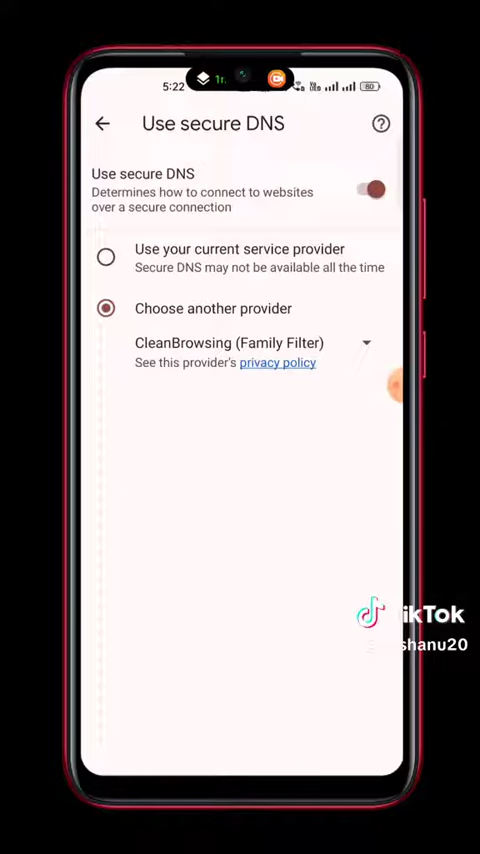 5:22
80
Use secure DNS
Use secure DNS
Determines how to connect to websites
over a secure connection
Use your current service provider
Secure DNS may not be available all the time
Choose another provider
CleanBrowsing (Family Filter)
See this provider's privacy policy
TikTok